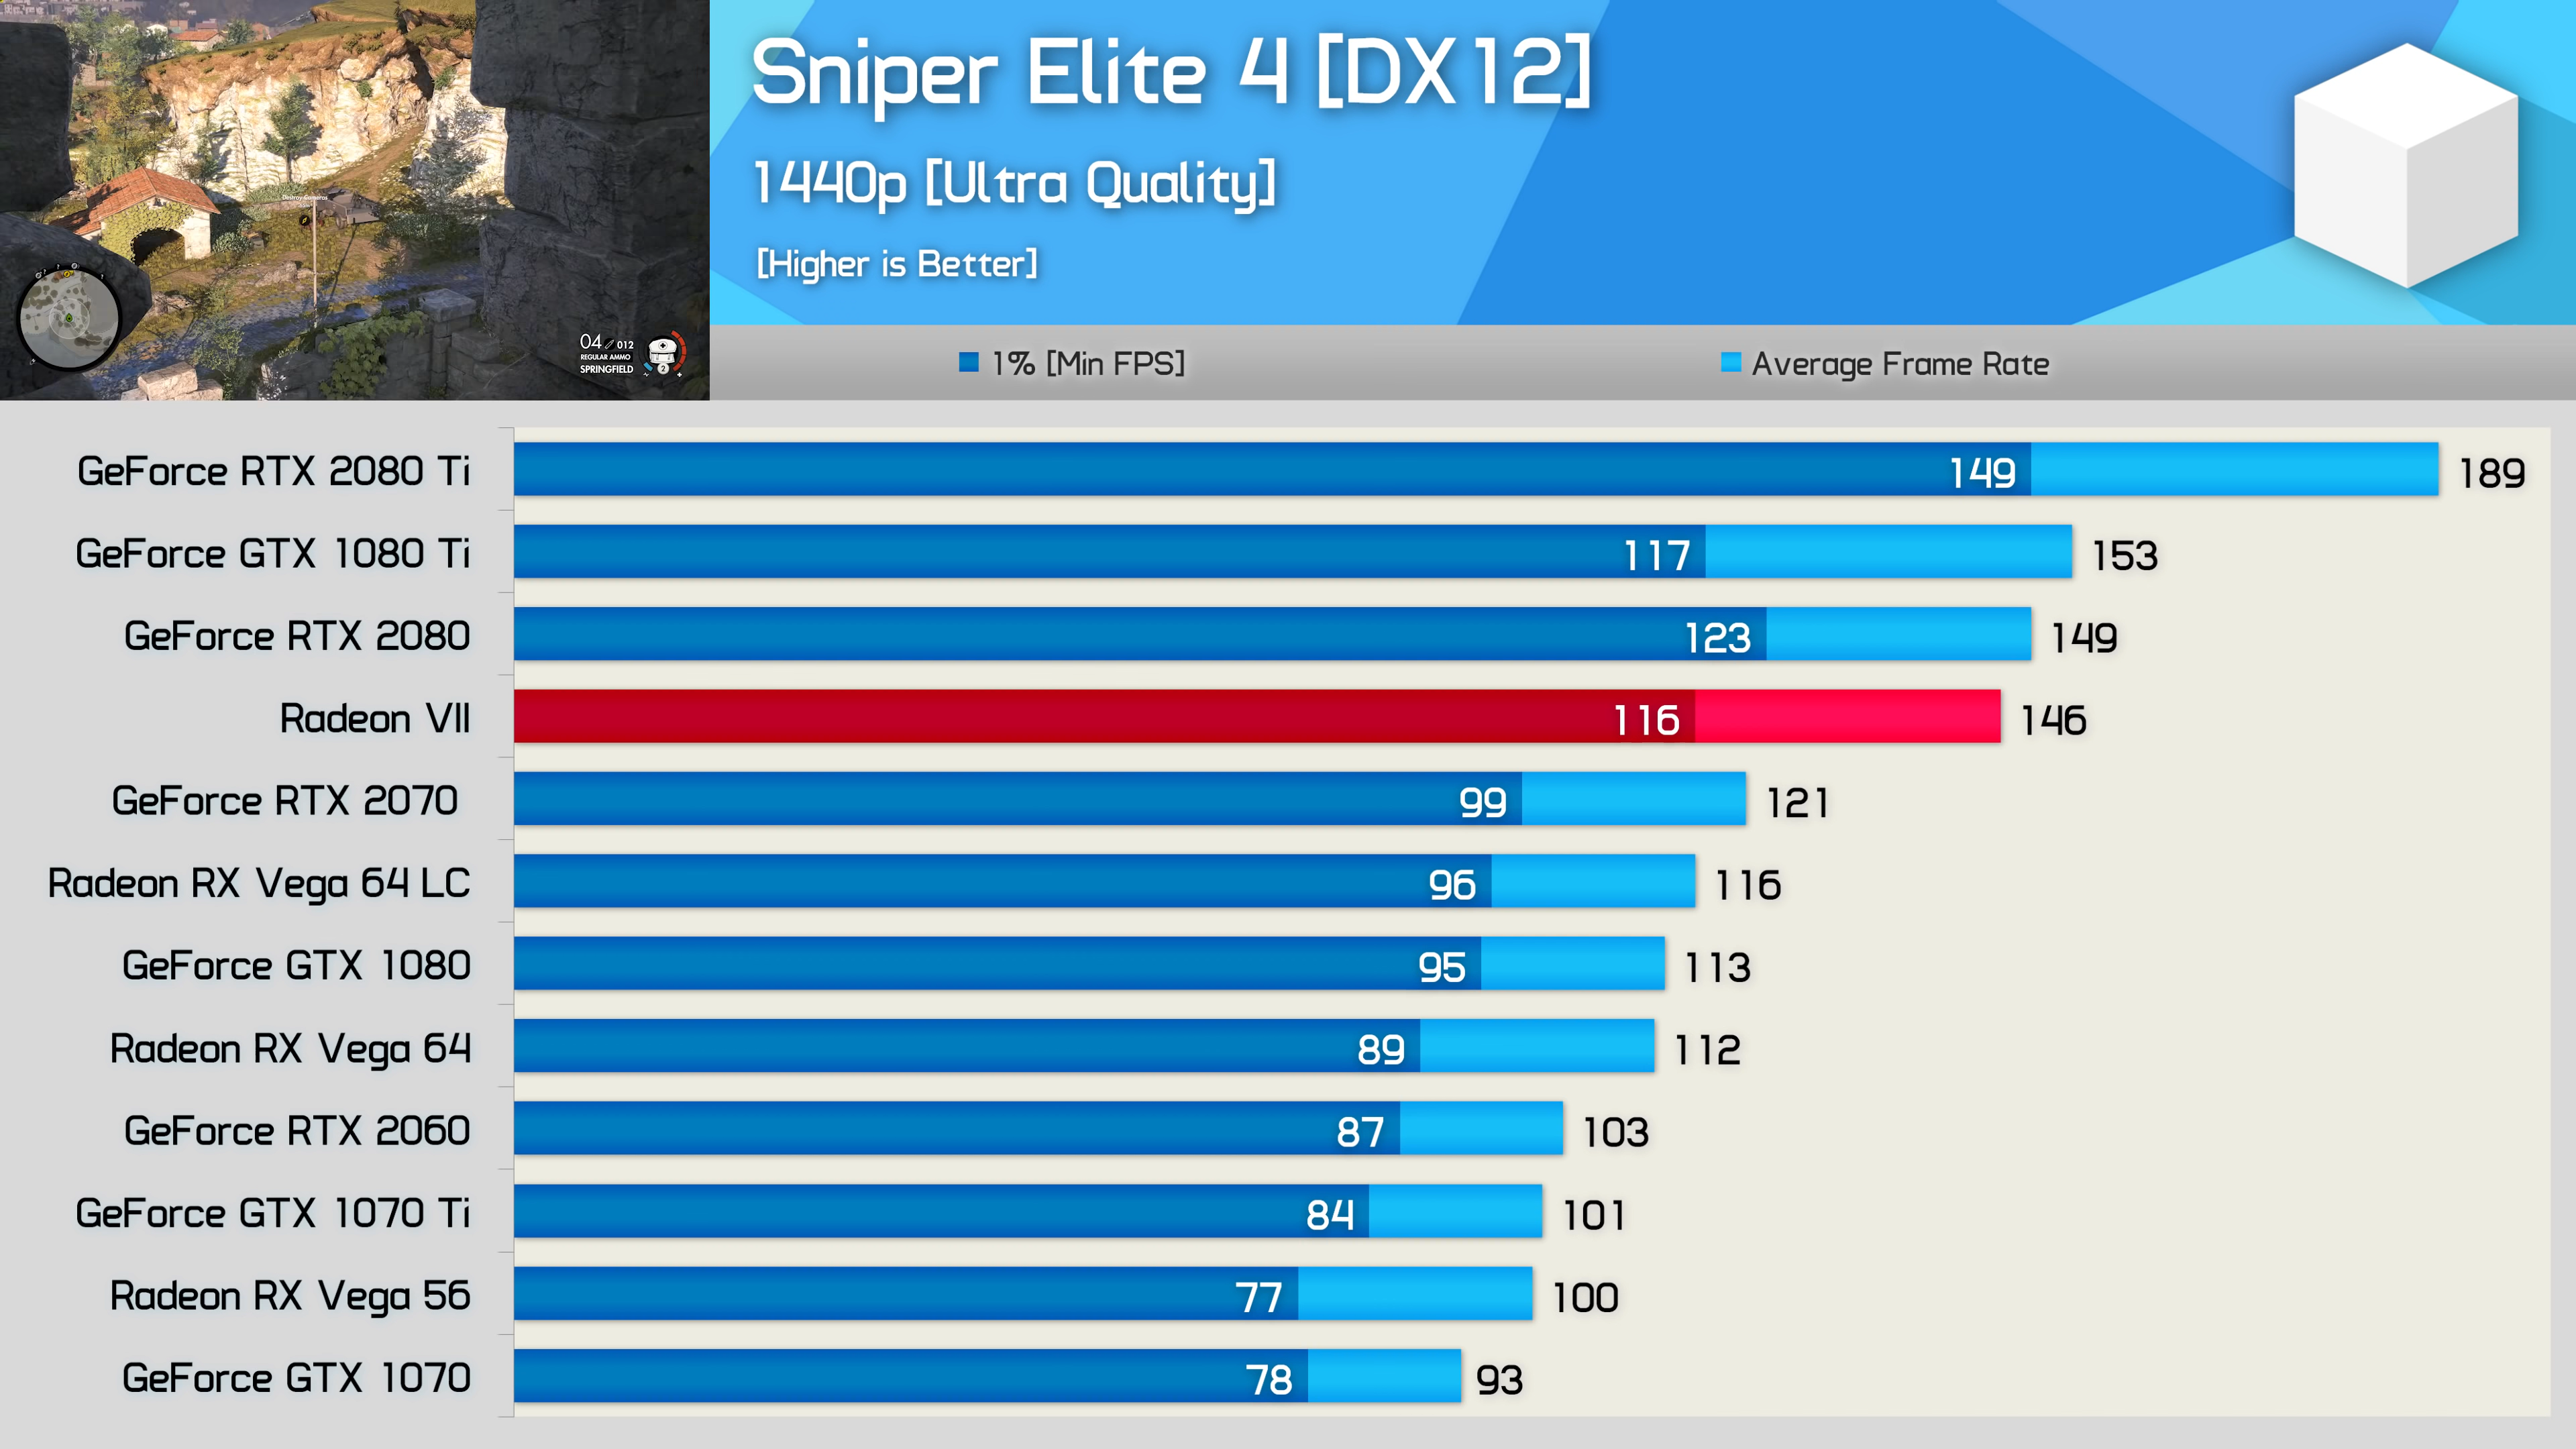 Sniper Elite 4 [DX12]
1440p [Ultra Quality]
[Higher is Better]
Destroy Cameras
04 / 012
REGULAR AMMO
SPRINGFIELD
2
1% [Min FPS]
Average Frame Rate
GeForce RTX 2080 Ti 149 189
GeForce GTX 1080 Ti 117 153
GeForce RTX 2080 123 149
Radeon VII 116 146
GeForce RTX 2070 99 121
Radeon RX Vega 64 LC 96 116
GeForce GTX 1080 95 113
Radeon RX Vega 64 89 112
GeForce RTX 2060 87 103
GeForce GTX 1070 Ti 84 101
Radeon RX Vega 56 77 100
GeForce GTX 1070 78 93